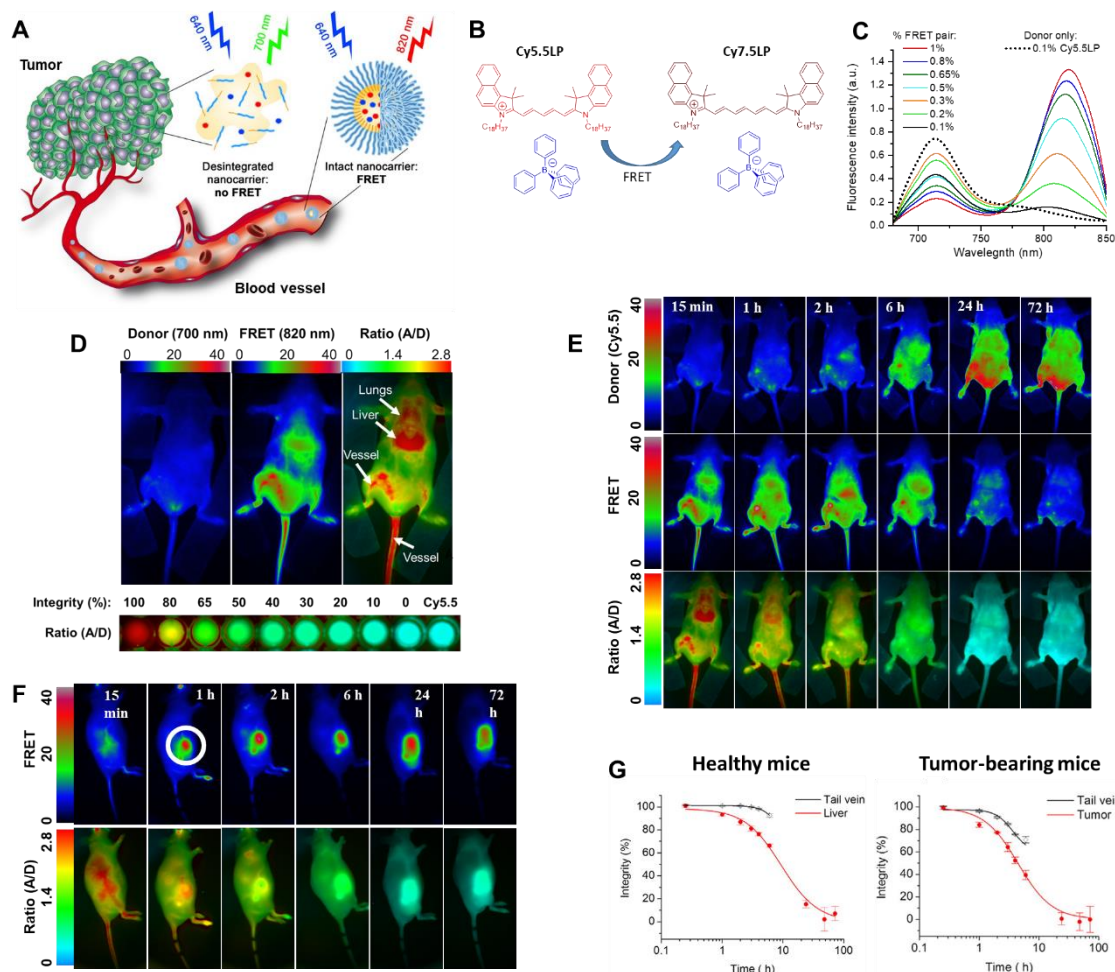 A
640 nm
700 nm
640 nm
820 nm
Tumor
Desintegrated
nanocarrier:
no FRET
Intact nanocarrier:
FRET
Blood vessel
B
Cy5.5LP
Cy7.5LP
N
C18H37
C18H37
N
C18H37
C18H37
B
B
FRET
C
% FRET pair:
1%
0.8%
0.65%
0.5%
0.3%
0.2%
0.1%
Donor only:
0.1% Cy5.5LP
Fluorescence intensity (a.u.)
1.4
1.2
1.0
0.8
0.6
0.4
0.2
0.0
700 750 800 850
Wavelegnth (nm)
D
Donor (700 nm) FRET (820 nm) Ratio (A/D)
0 20 40 0 20 40 0 1.4 2.8
Lungs
Liver
Vessel
Vessel
Integrity (%): 100 80 65 50 40 30 20 10 0 Cy5.5
Ratio (A/D)
E
15 min 1 h 2 h 6 h 24 h 72 h
Donor (Cy5.5)
40
20
0
FRET
40
20
0
Ratio (A/D)
2.8
1.4
0
F
15 min 1 h 2 h 6 h 24 h 72 h
FRET
40
20
0
Ratio (A/D)
2.8
1.4
0
G
Healthy mice
Tail vein
Liver
Integrity (%)
100
80
60
40
20
0
0.1 1 10 100
Time ( h)
Tumor-bearing mice
Tail vei
Tumor
Integrity (%)
100
80
60
40
20
0
0.1 1 10 100
Time ( h)